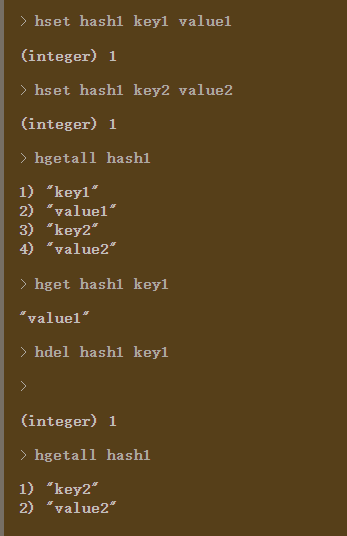 > hset hash1 key1 value1
(integer) 1
> hset hash1 key2 value2
(integer) 1
> hgetall hash1
1) "key1"
2) "value1"
3) "key2"
4) "value2"
> hget hash1 key1
"value1"
> hdel hash1 key1
>
(integer) 1
> hgetall hash1
1) "key2"
2) "value2"